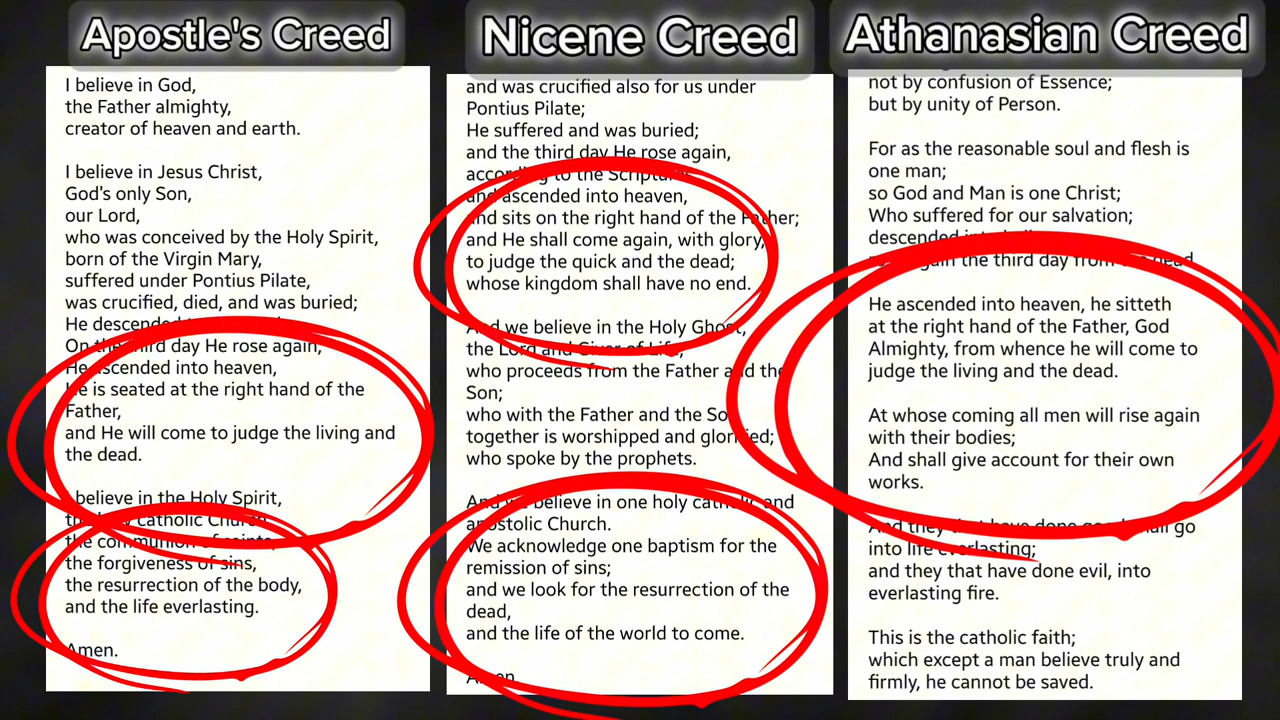 Apostle's Creed
I believe in God,
the Father almighty,
creator of heaven and earth.
I believe in Jesus Christ,
God's only Son,
our Lord,
who was conceived by the Holy Spirit,
born of the Virgin Mary,
suffered under Pontius Pilate,
was crucified, died, and was buried;
He descended
On the third day He rose again,
He ascended into heaven,
He is seated at the right hand of the
Father,
and He will come to judge the living and
the dead.
I believe in the Holy Spirit,
the holy catholic Church,
the communion of saints,
the forgiveness of sins,
the resurrection of the body,
and the life everlasting.
Amen.
Nicene Creed
and was crucified also for us under
Pontius Pilate;
He suffered and was buried;
and the third day He rose again,
according to the Scriptures
and ascended into heaven,
and sits on the right hand of the Father;
and He shall come again, with glory,
to judge the quick and the dead;
whose kingdom shall have no end.
And we believe in the Holy Ghost,
the Lord and Giver of Life,
who proceeds from the Father and the
Son;
who with the Father and the Son
together is worshipped and glorified;
who spoke by the prophets.
And we believe in one holy catholic and
apostolic Church.
We acknowledge one baptism for the
remission of sins;
and we look for the resurrection of the
dead,
and the life of the world to come.
Amen.
Athanasian Creed
not by confusion of Essence;
but by unity of Person.
For as the reasonable soul and flesh is
one man;
so God and Man is one Christ;
Who suffered for our salvation;
descended into
again the third day from the dead
He ascended into heaven, he sitteth
at the right hand of the Father, God
Almighty, from whence he will come to
judge the living and the dead.
At whose coming all men will rise again
with their bodies;
And shall give account for their own
works.
And they that have done good shall go
into life everlasting;
and they that have done evil, into
everlasting fire.
This is the catholic faith;
which except a man believe truly and
firmly, he cannot be saved.